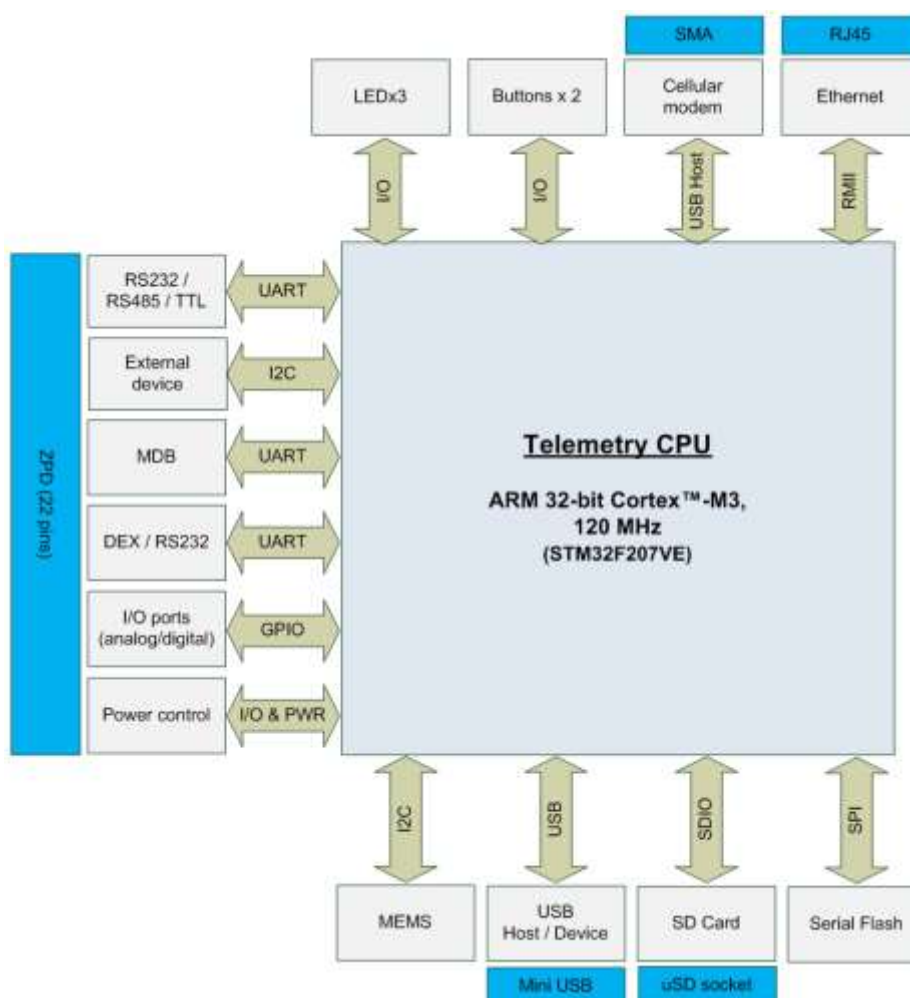 SMA
RJ45
LEDx3
Buttons x 2
Cellular
modem
Ethernet
I/O
I/O
USB Host
RMII
ZPD (22 pins)
RS232 /
RS485 / TTL
UART
External
device
I2C
MDB
UART
DEX / RS232
UART
I/O ports
(analog/digital)
GPIO
Power control
I/O & PWR
Telemetry CPU
ARM 32-bit Cortex™-M3,
120 MHz
(STM32F207VE)
I2C
USB
SDIO
SPI
MEMS
USB
Host / Device
SD Card
Serial Flash
Mini USB
uSD socket